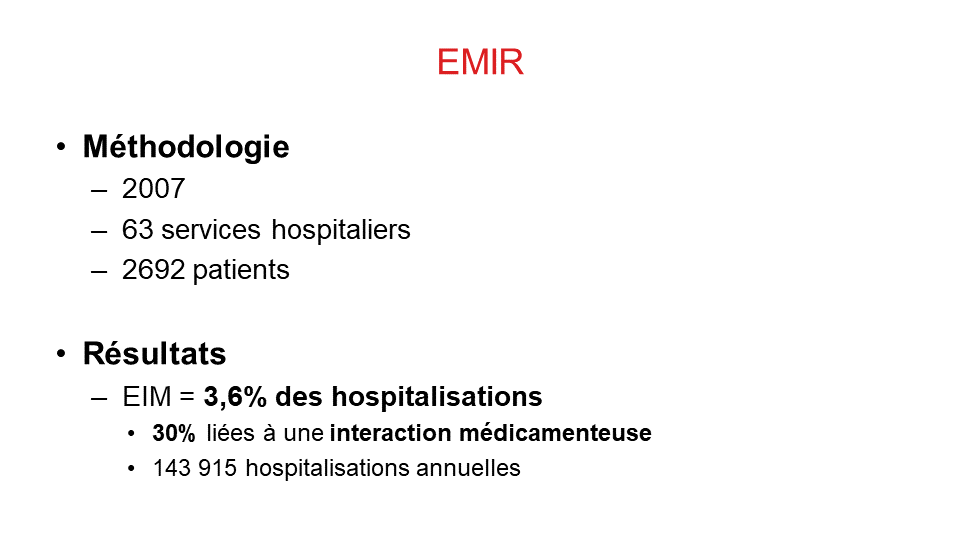 EMIR
• Méthodologie
– 2007
– 63 services hospitaliers
– 2692 patients
• Résultats
– EIM = 3,6% des hospitalisations
• 30% liées à une interaction médicamenteuse
• 143 915 hospitalisations annuelles